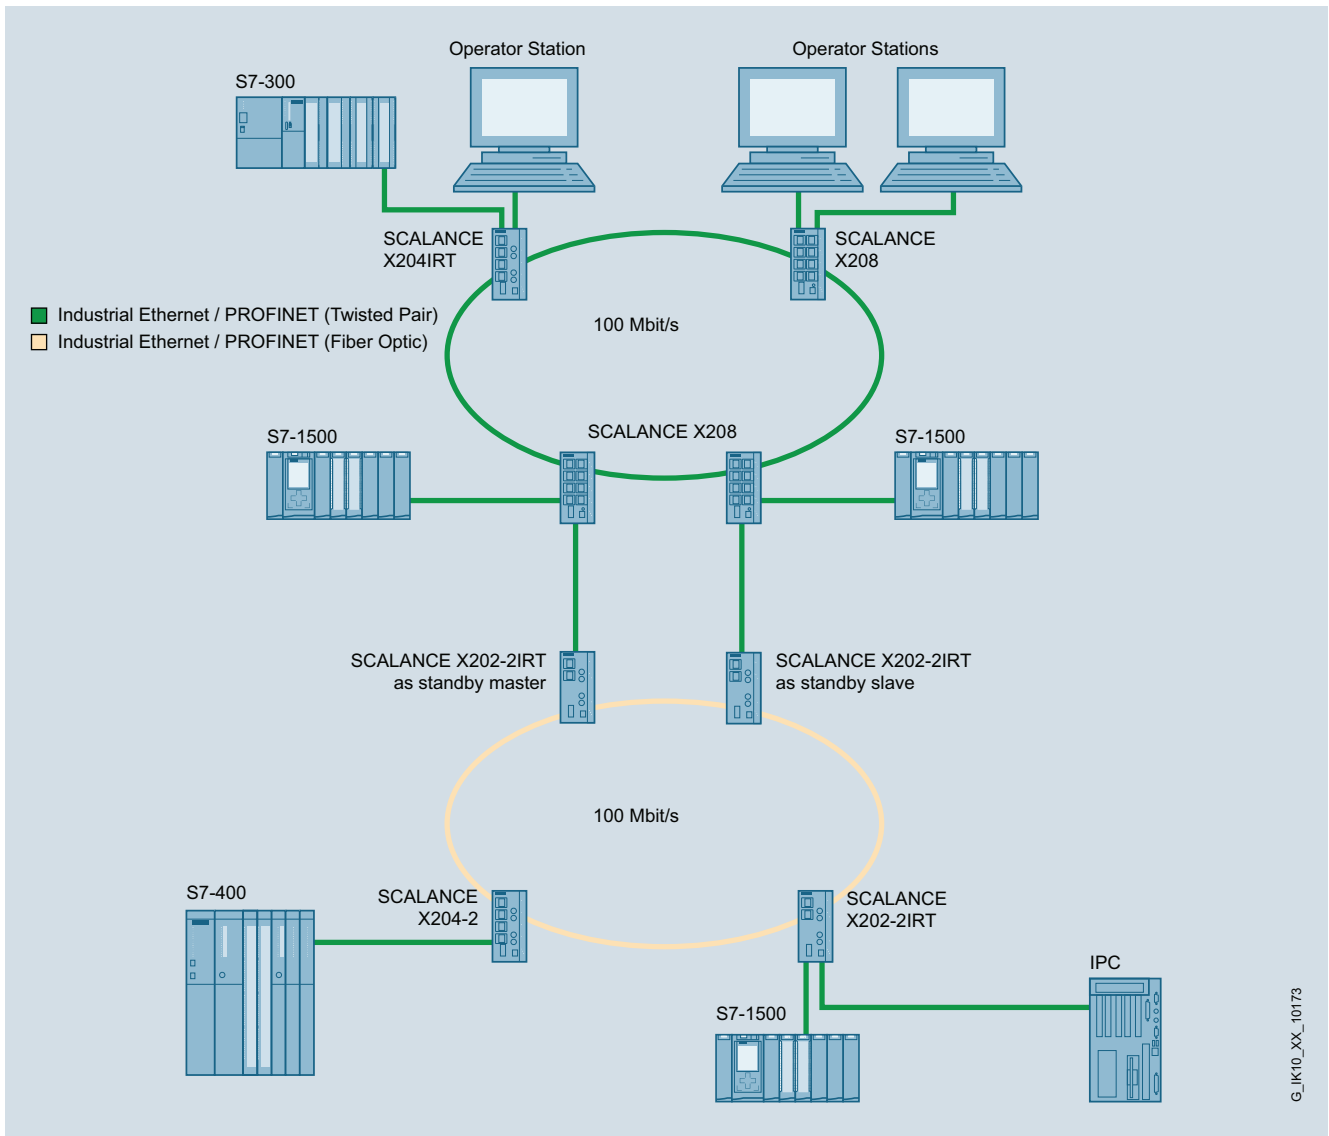 Operator Station
Operator Stations
S7-300
SCALANCE
X204IRT
SCALANCE
X208
Industrial Ethernet / PROFINET (Twisted Pair)
Industrial Ethernet / PROFINET (Fiber Optic)
100 Mbit/s
S7-1500
SCALANCE X208
S7-1500
SCALANCE X202-2IRT
as standby master
SCALANCE X202-2IRT
as standby slave
100 Mbit/s
S7-400
SCALANCE
X204-2
SCALANCE
X202-2IRT
IPC
S7-1500
G_IK10_XX_10173